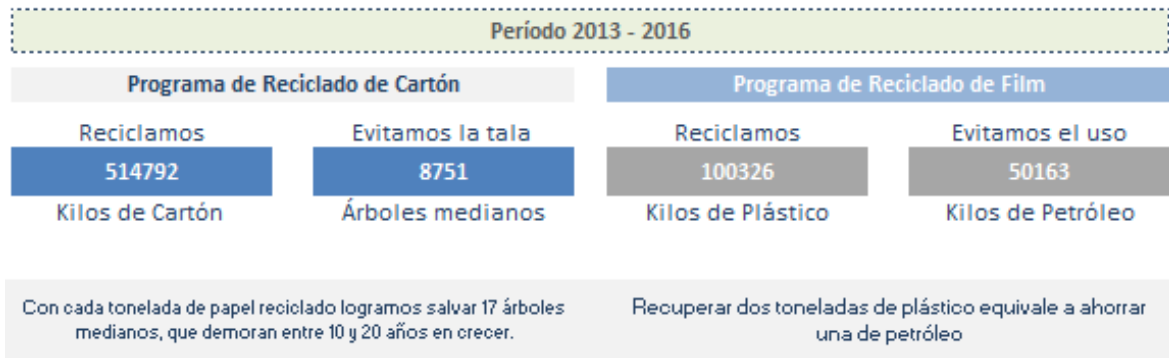 Período 2013 - 2016
Programa de Reciclado de Cartón
Programa de Reciclado de Film
Reciclamos
514792
Kilos de Cartón
Evitamos la tala
8751
Árboles medianos
Reciclamos
100326
Kilos de Plástico
Evitamos el uso
50163
Kilos de Petróleo
Con cada tonelada de papel reciclado logramos salvar 17 árboles
medianos, que demoran entre 10 y 20 años en crecer.
Recuperar dos toneladas de plástico equivale a ahorrar
una de petróleo